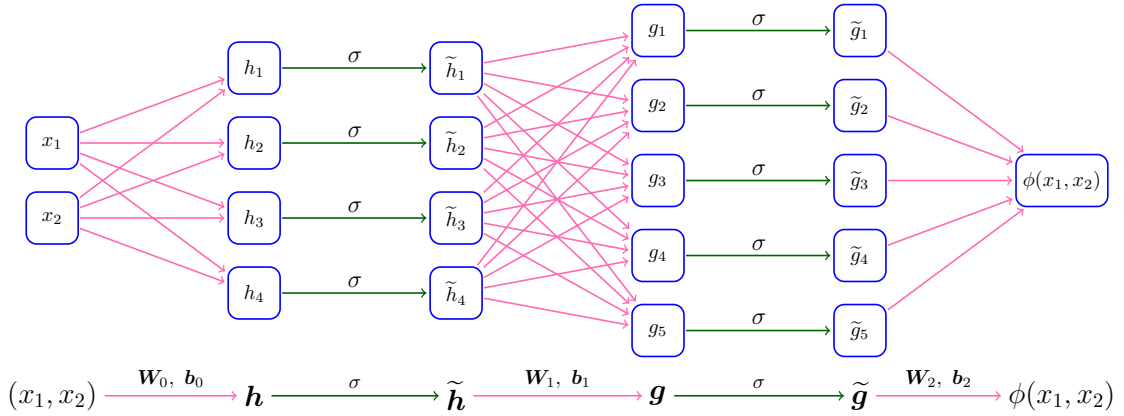 g₁ σ g̃₁
h₁ σ h̃₁
g₂ σ g̃₂
x₁ h₂ σ h̃₂
g₃ σ g̃₃ ϕ(x₁, x₂)
x₂ h₃ σ h̃₃
g₄ σ g̃₄
h₄ σ h̃₄
g₅ σ g̃₅
(x₁, x₂) W₀, b₀ h σ h̃ W₁, b₁ g σ g̃ W₂, b₂ ϕ(x₁, x₂)